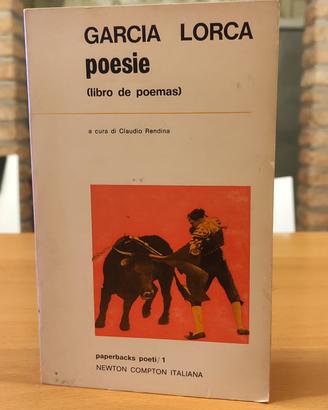 GARCIA LORCA
poesie
(libro de poemas)
a cura di Claudio Rendina
paperbacks poeti/1
NEWTON COMPTON ITALIANA